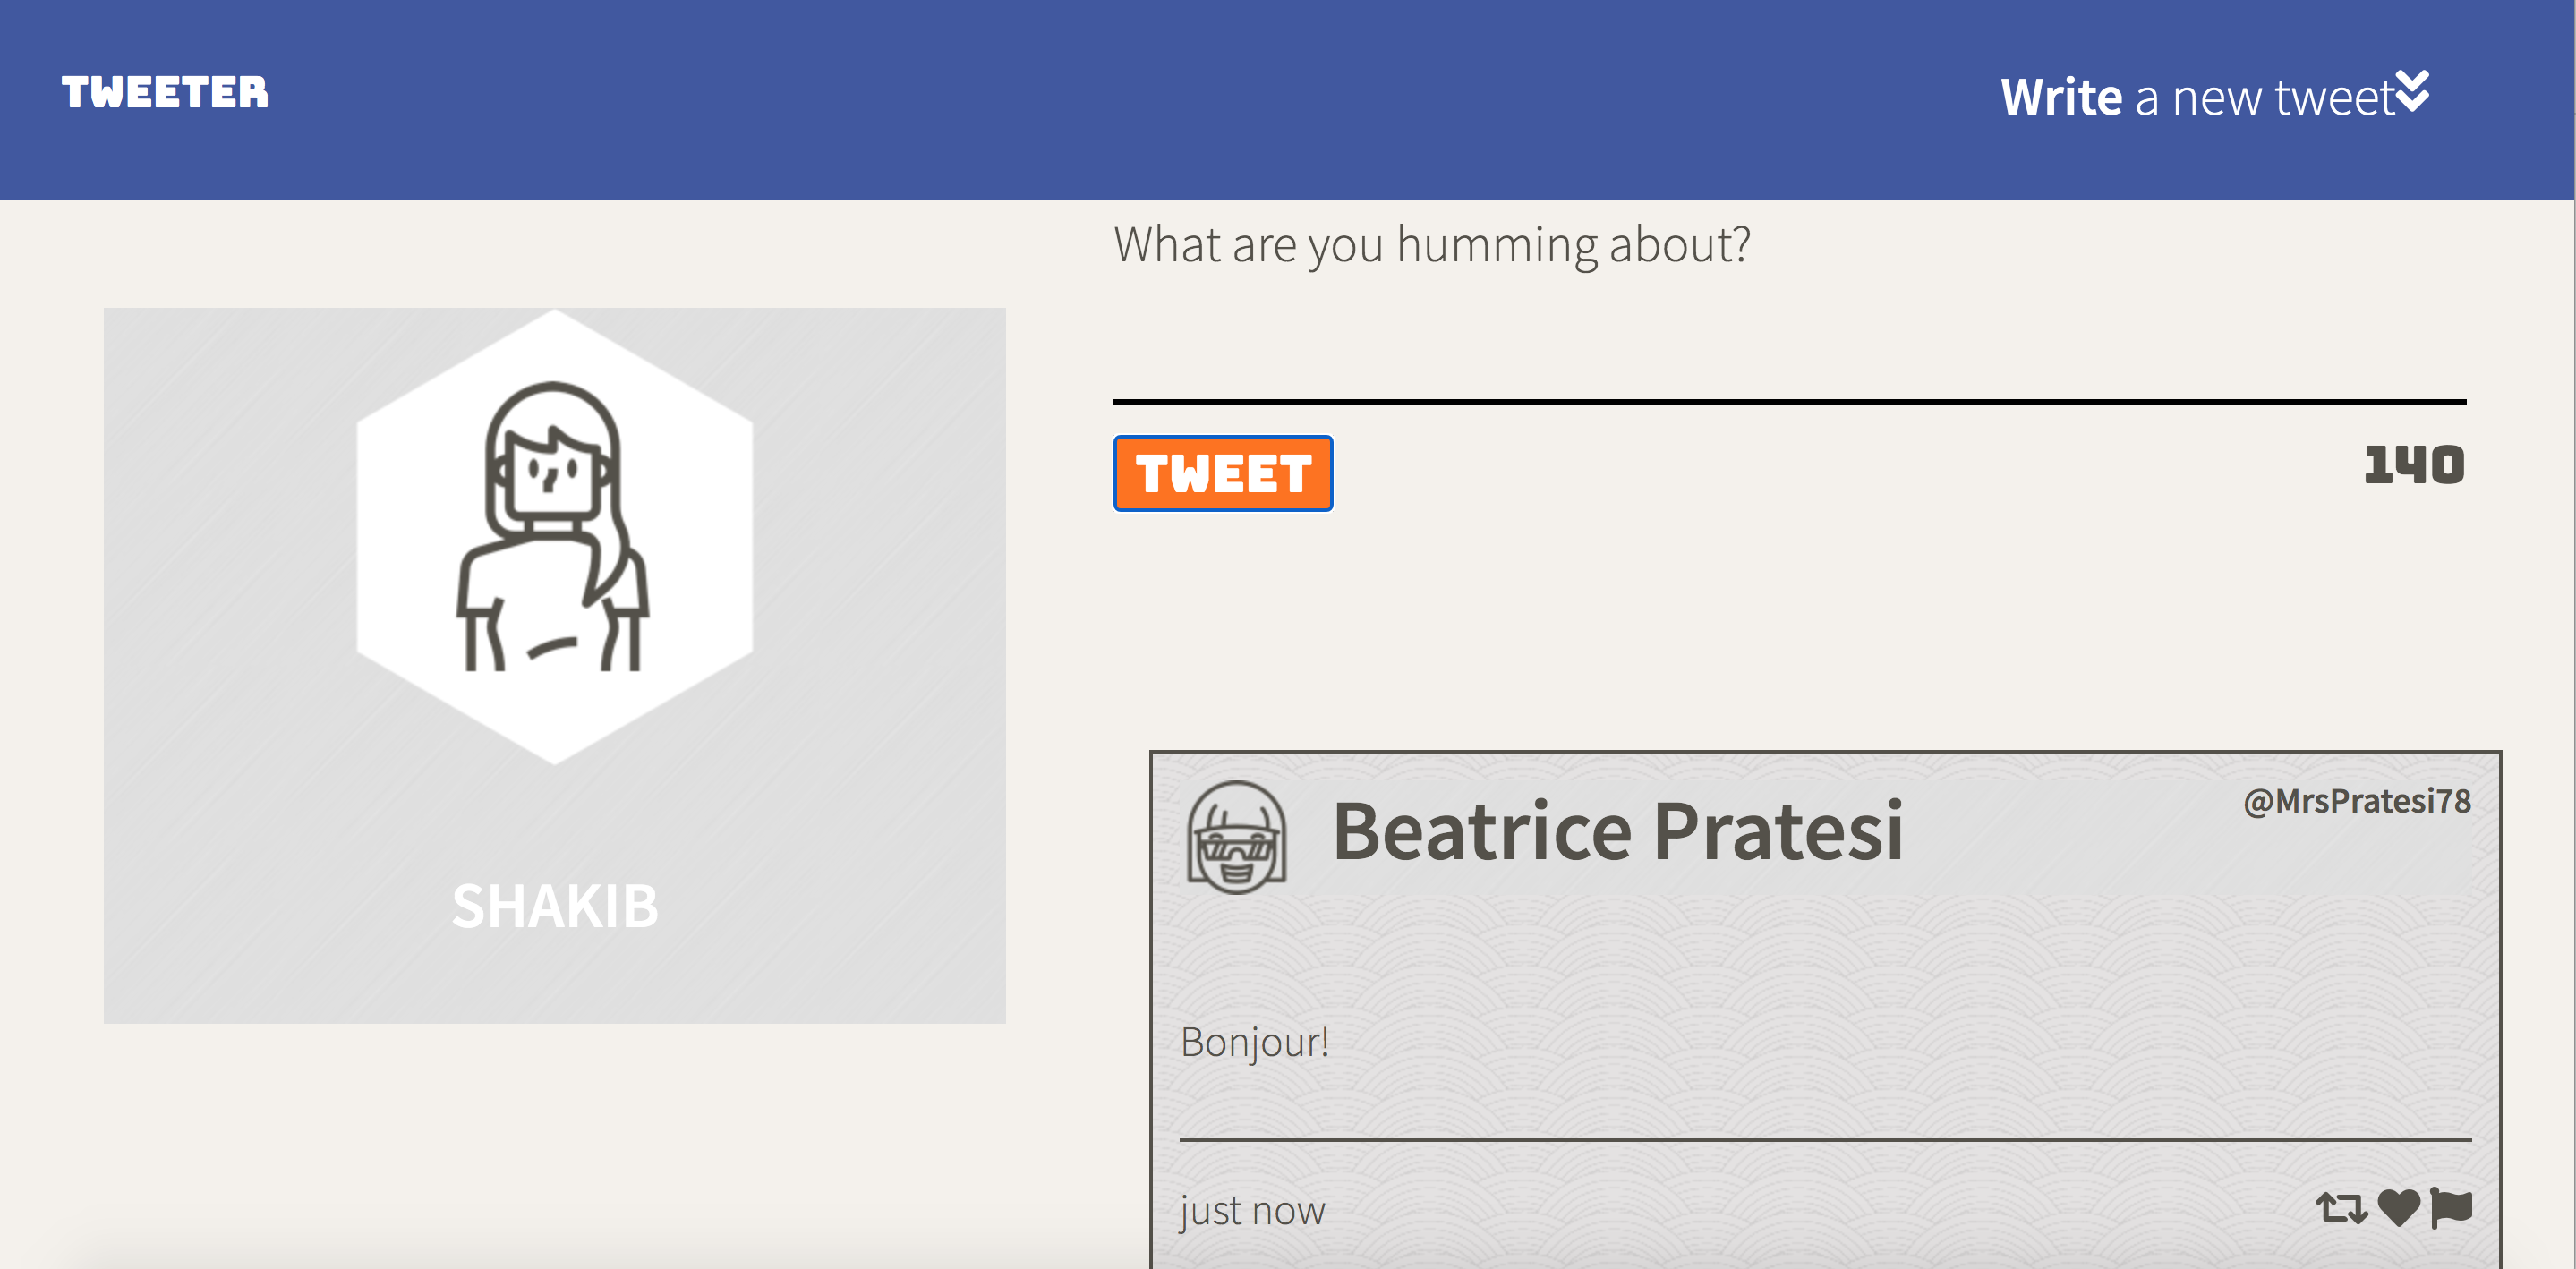 TWEETER
Write a new tweet
What are you humming about?
TWEET
140
SHAKIB
Beatrice Pratesi
@MrsPratesi78
Bonjour!
just now